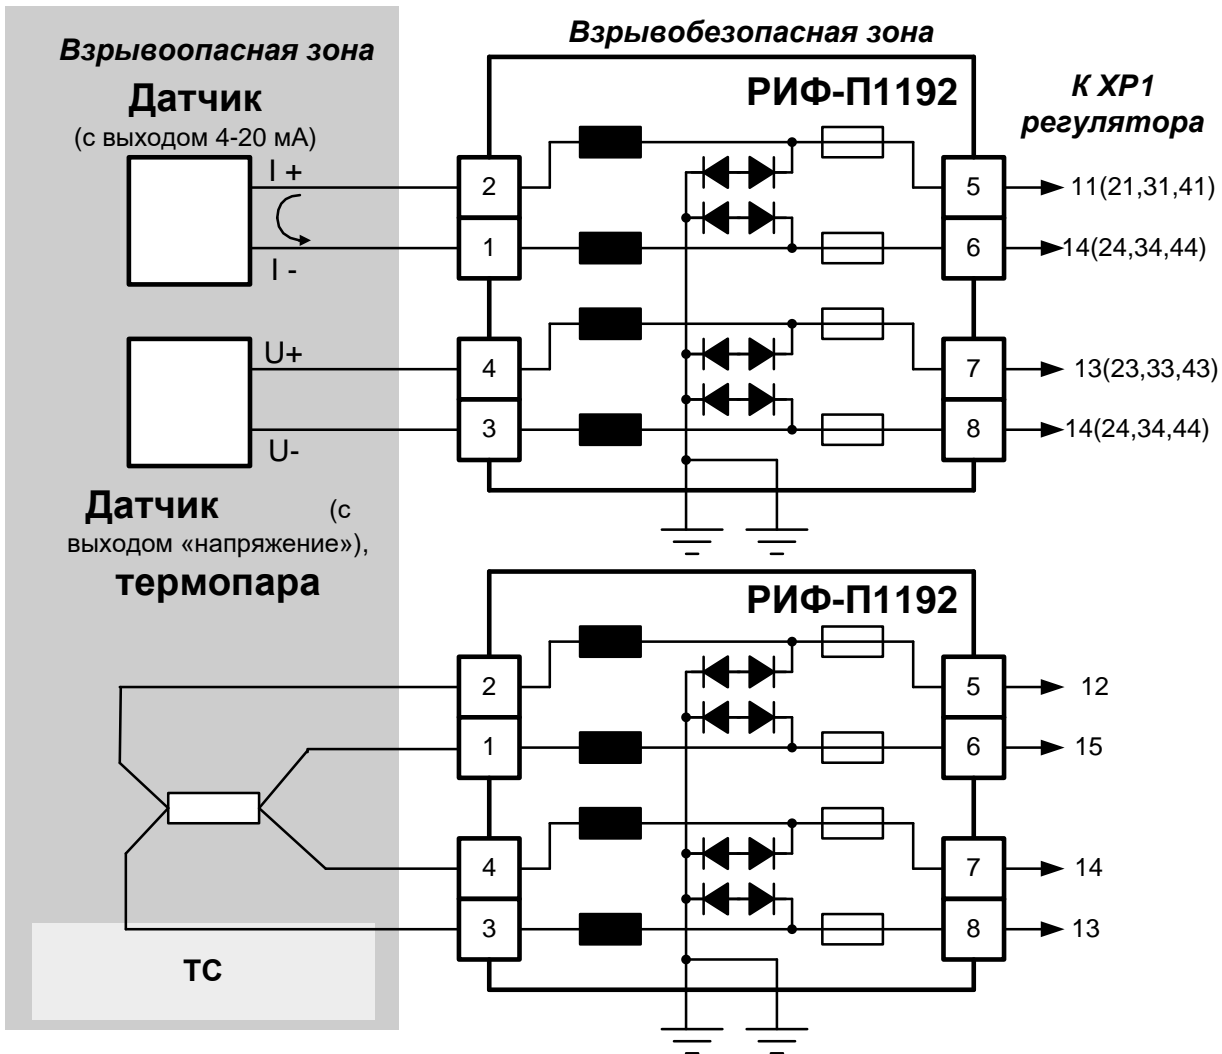 Взрывоопасная зона
Взрывобезопасная зона
Датчик
(с выходом 4-20 мА)
РИФ-П1192
К ХР1
регулятора
I +
2
5
11(21,31,41)
1
6
14(24,34,44)
I -
U+
4
7
13(23,33,43)
3
8
14(24,34,44)
U-
Датчик (с
выходом «напряжение»),
термопара
РИФ-П1192
2
5
12
1
6
15
4
7
14
3
8
13
ТС